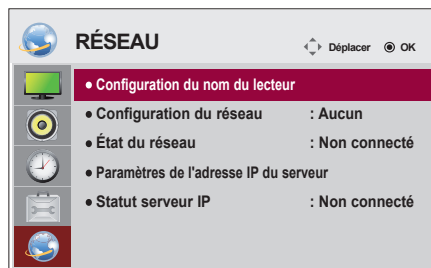 RÉSEAU
Déplacer OK
• Configuration du nom du lecteur
• Configuration du réseau : Aucun
• État du réseau : Non connecté
• Paramètres de l'adresse IP du serveur
• Statut serveur IP : Non connecté